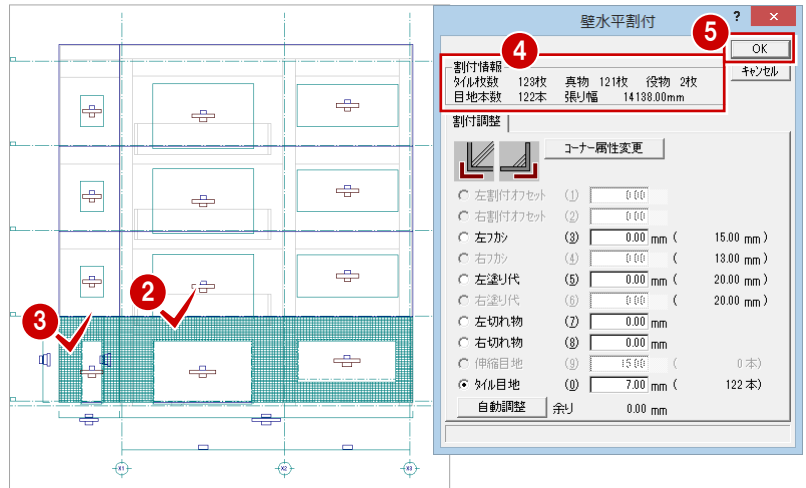 壁水平割付
?
×
5
OK
4
ｷｬﾝｾﾙ
割付情報
ﾀｲﾙ枚数 123枚 真物 121枚 役物 2枚
目地本数 122本 張り幅 14138.00mm
割付調整
ｺｰﾅｰ属性変更
左割付ｵﾌｾｯﾄ (1) 0.00
右割付ｵﾌｾｯﾄ (2) 0.00
左ﾌｶｼ (3) 0.00 mm ( 15.00 mm )
右ﾌｶｼ (4) 0.00 ( 13.00 mm )
左塗り代 (5) 0.00 mm ( 20.00 mm )
右塗り代 (6) 0.00 ( 20.00 mm )
左切れ物 (7) 0.00 mm
右切れ物 (8) 0.00 mm
伸縮目地 (9) 15.00 ( 0 本)
ﾀｲﾙ目地 (0) 7.00 mm ( 122 本)
自動調整 余り 0.00 mm
2
3
X1 X2 X3